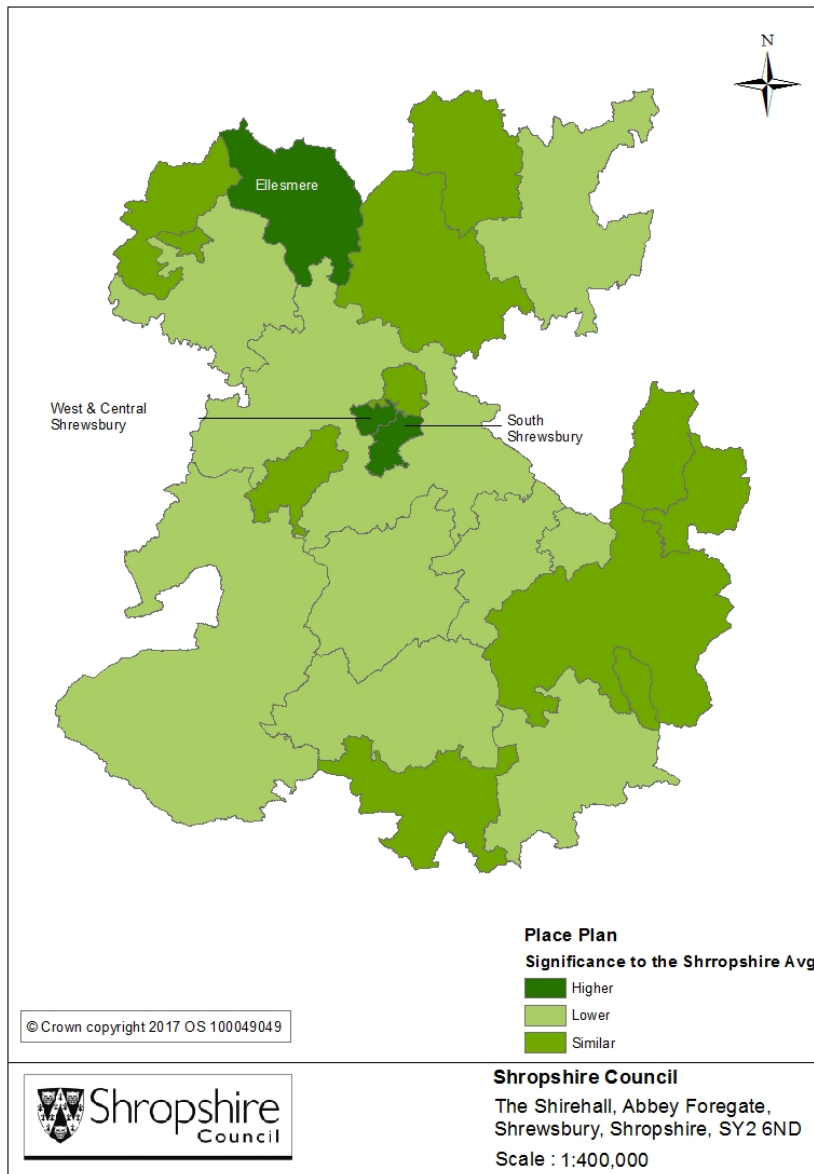 N
Ellesmere
West & Central
Shrewsbury
South
Shrewsbury
Place Plan
Significance to the Shrropshire Avg
Higher
Lower
Similar
© Crown copyright 2017 OS 100049049
Shropshire
Council
Shropshire Council
The Shirehall, Abbey Foregate,
Shrewsbury, Shropshire, SY2 6ND
Scale : 1:400,000